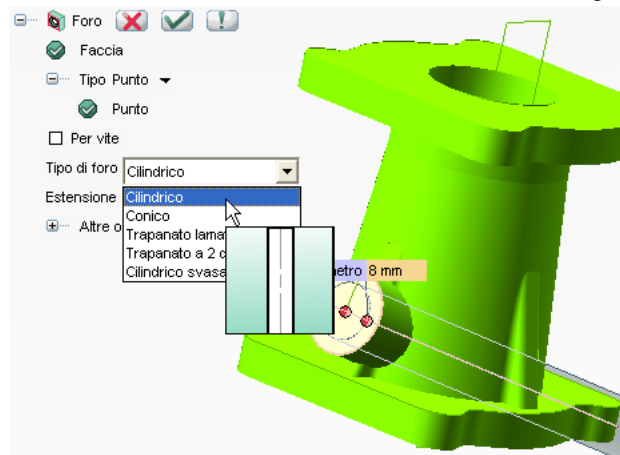 Foro
Faccia
Tipo Punto
Punto
Per vite
Tipo di foro Cilindrico
Estensione Cilindrico
Conico
Altre o
Trapanato lama
Trapanato a 2 c
Cilindrico svasa
etro 8 mm